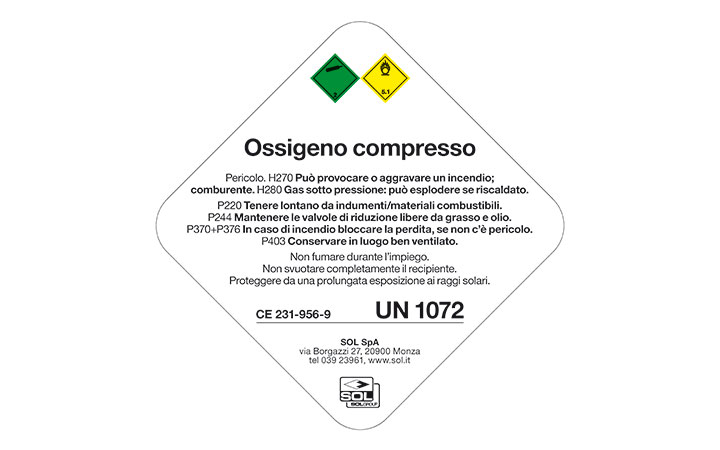 2
5.1
Ossigeno compresso
Pericolo. H270 Può provocare o aggravare un incendio;
comburente. H280 Gas sotto pressione: può esplodere se riscaldato.
P220 Tenere lontano da indumenti/materiali combustibili.
P244 Mantenere le valvole di riduzione libere da grasso e olio.
P370+P376 In caso di incendio bloccare la perdita, se non c'è pericolo.
P403 Conservare in luogo ben ventilato.
Non fumare durante l'impiego.
Non svuotare completamente il recipiente.
Proteggere da una prolungata esposizione ai raggi solari.
CE 231-956-9 UN 1072
SOL SpA
via Borgazzi 27, 20900 Monza
tel 039 23961, www.sol.it
SOL
SOLGROUP